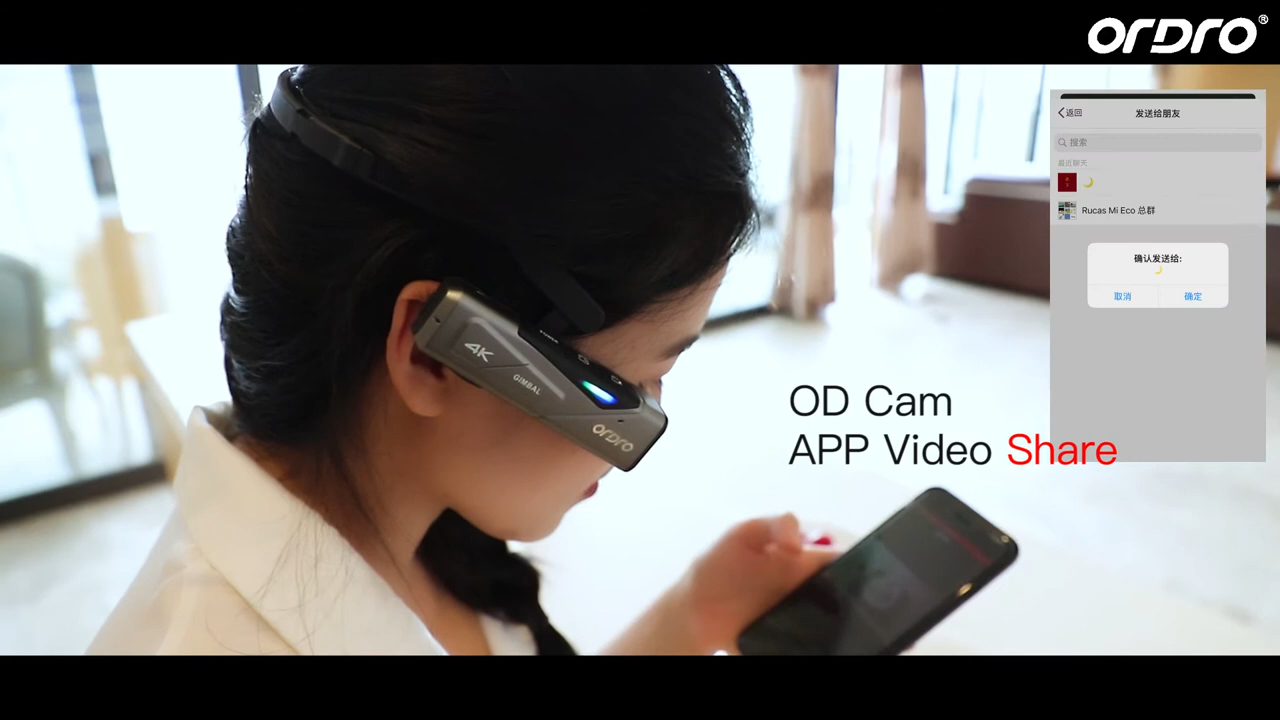 ORDRO®
返回
发送给朋友
搜索
最近聊天
Rucas Mi Eco 总群
确认发送给:
取消
确定
4K
GIMBAL
ORDRO
OD Cam
APP Video Share